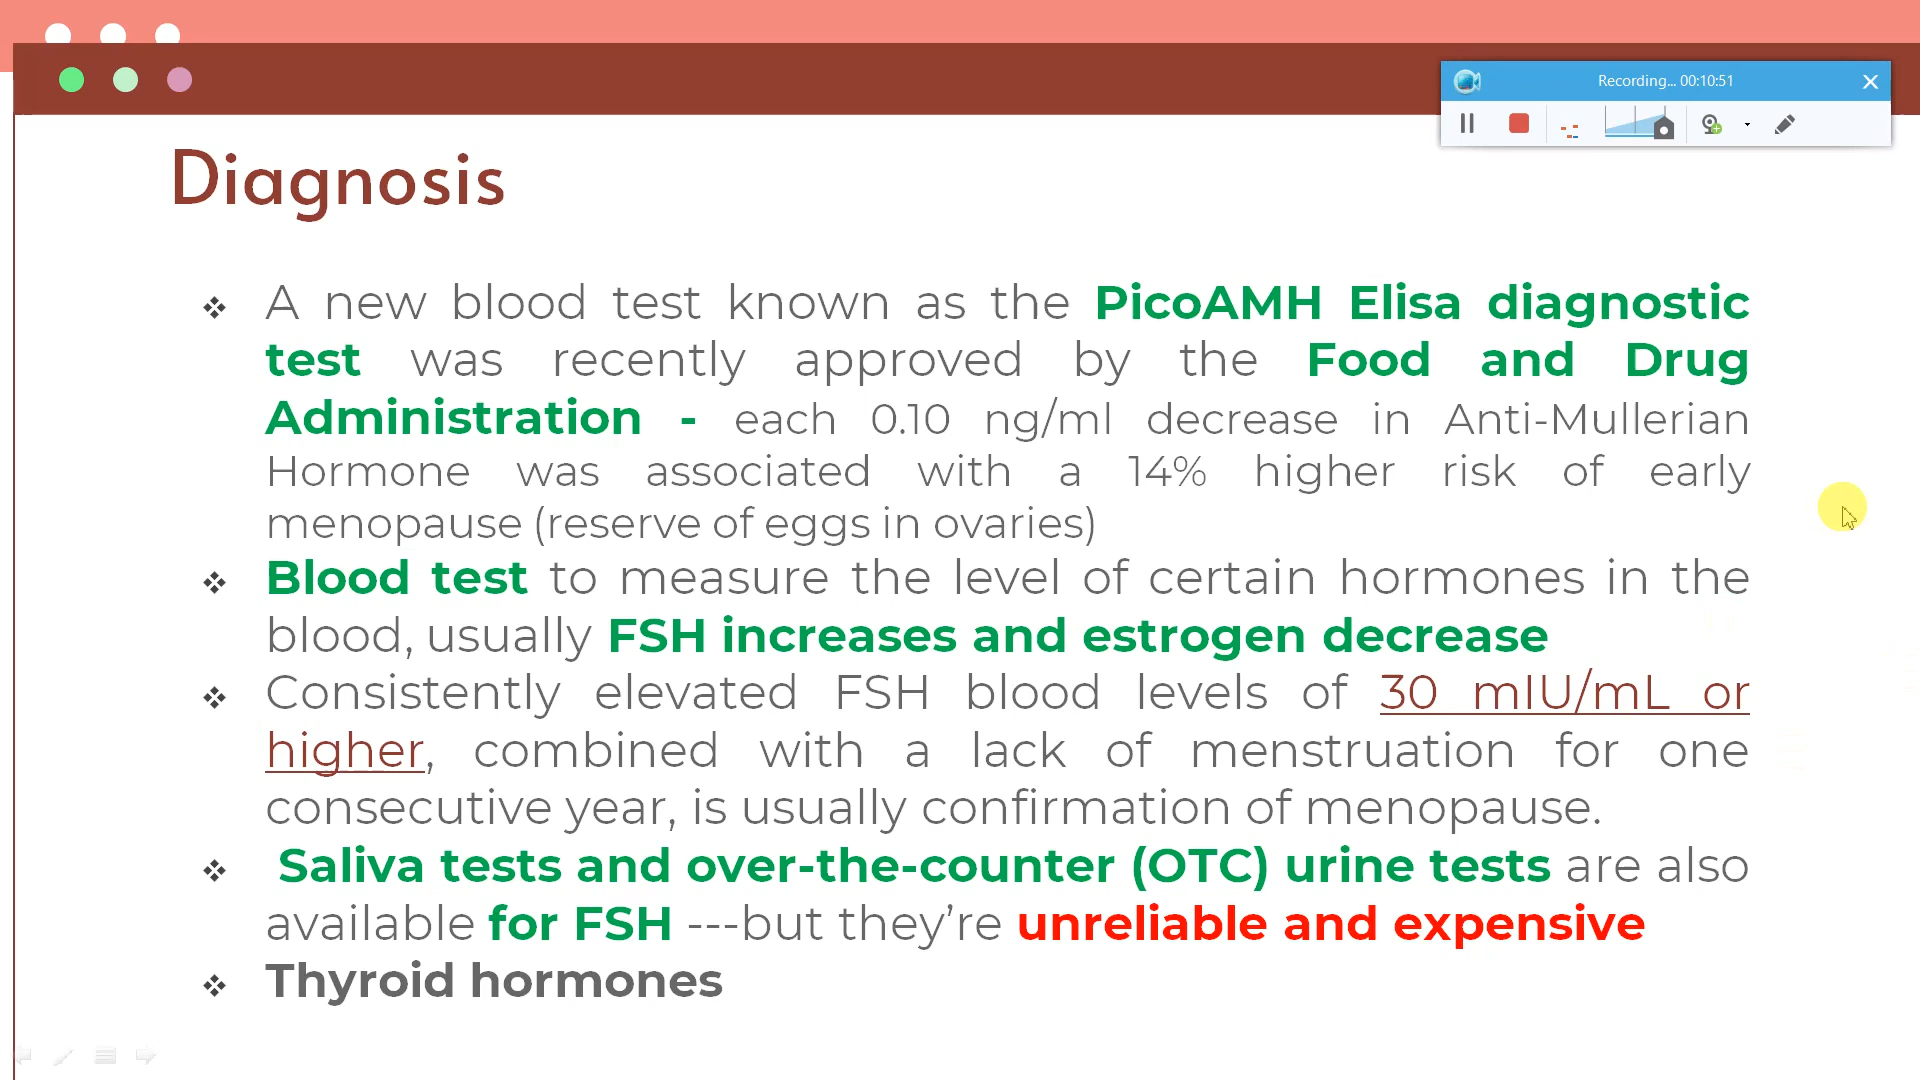 Recording... 00:10:51
Diagnosis
❖ A new blood test known as the PicoAMH Elisa diagnostic
test was recently approved by the Food and Drug
Administration - each 0.10 ng/ml decrease in Anti-Mullerian
Hormone was associated with a 14% higher risk of early
menopause (reserve of eggs in ovaries)
❖ Blood test to measure the level of certain hormones in the
blood, usually FSH increases and estrogen decrease
❖ Consistently elevated FSH blood levels of 30 mIU/mL or
higher, combined with a lack of menstruation for one
consecutive year, is usually confirmation of menopause.
❖ Saliva tests and over-the-counter (OTC) urine tests are also
available for FSH ---but they’re unreliable and expensive
❖ Thyroid hormones